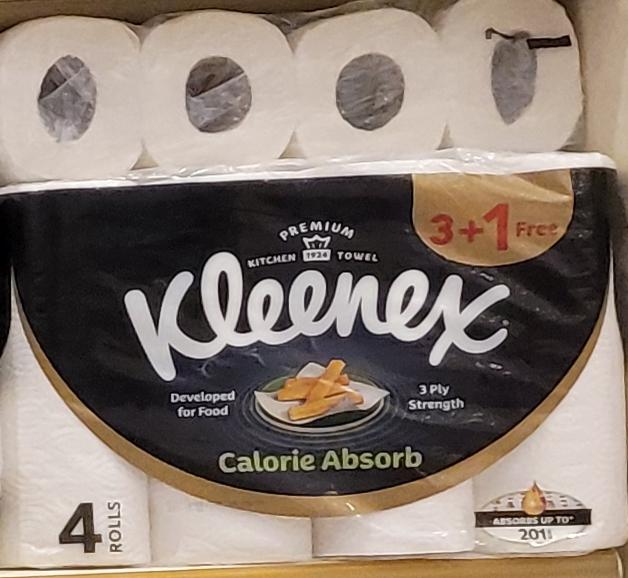 3+1 Free
PREMIUM
KITCHEN 1924 TOWEL
Kleenex
Developed
for Food
3 Ply
Strength
Calorie Absorb
4
ROLLS
ABSORBS UP TO*